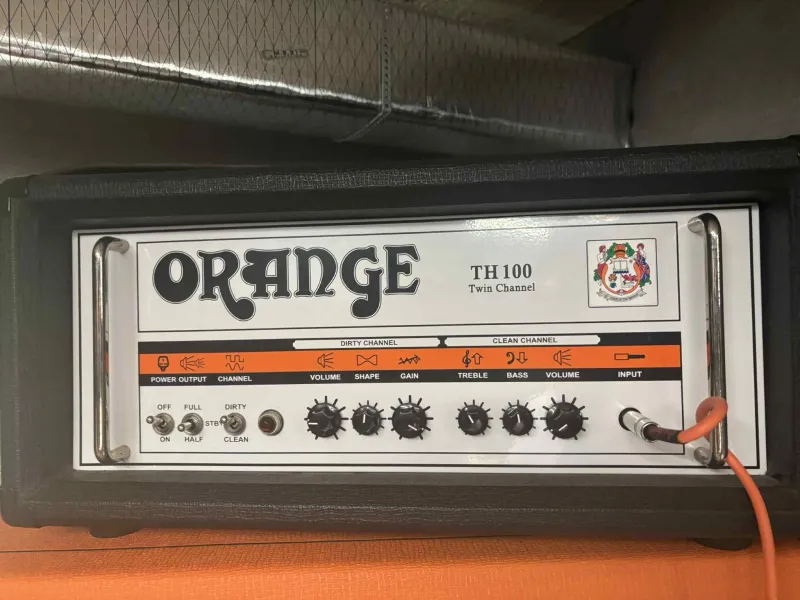 ORANGE
TH 100
Twin Channel
DIRTY CHANNEL
CLEAN CHANNEL
POWER OUTPUT CHANNEL VOLUME SHAPE GAIN TREBLE BASS VOLUME INPUT
OFF FULL DIRTY
STBY
ON HALF CLEAN